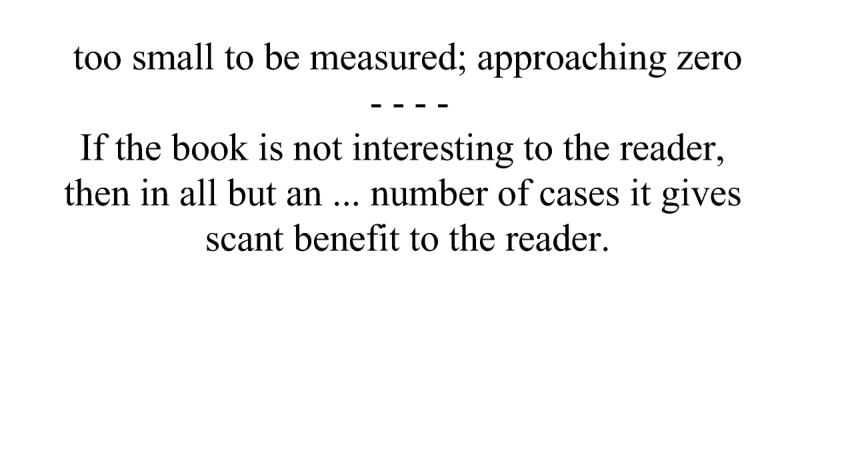 too small to be measured; approaching zero
- - - -
If the book is not interesting to the reader,
then in all but an ... number of cases it gives
scant benefit to the reader.